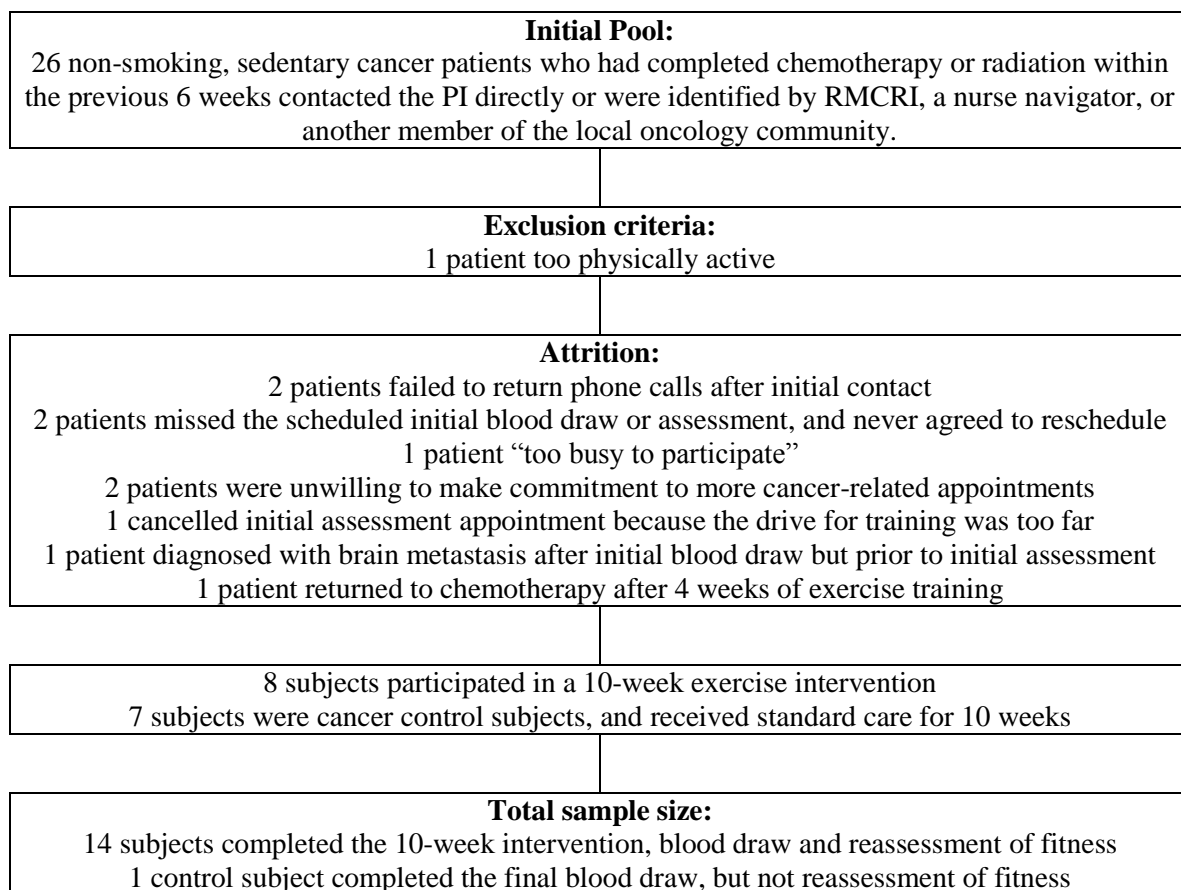 Initial Pool:
26 non-smoking, sedentary cancer patients who had completed chemotherapy or radiation within
the previous 6 weeks contacted the PI directly or were identified by RMCRI, a nurse navigator, or
another member of the local oncology community.
Exclusion criteria:
1 patient too physically active
Attrition:
2 patients failed to return phone calls after initial contact
2 patients missed the scheduled initial blood draw or assessment, and never agreed to reschedule
1 patient “too busy to participate”
2 patients were unwilling to make commitment to more cancer-related appointments
1 cancelled initial assessment appointment because the drive for training was too far
1 patient diagnosed with brain metastasis after initial blood draw but prior to initial assessment
1 patient returned to chemotherapy after 4 weeks of exercise training
8 subjects participated in a 10-week exercise intervention
7 subjects were cancer control subjects, and received standard care for 10 weeks
Total sample size:
14 subjects completed the 10-week intervention, blood draw and reassessment of fitness
1 control subject completed the final blood draw, but not reassessment of fitness